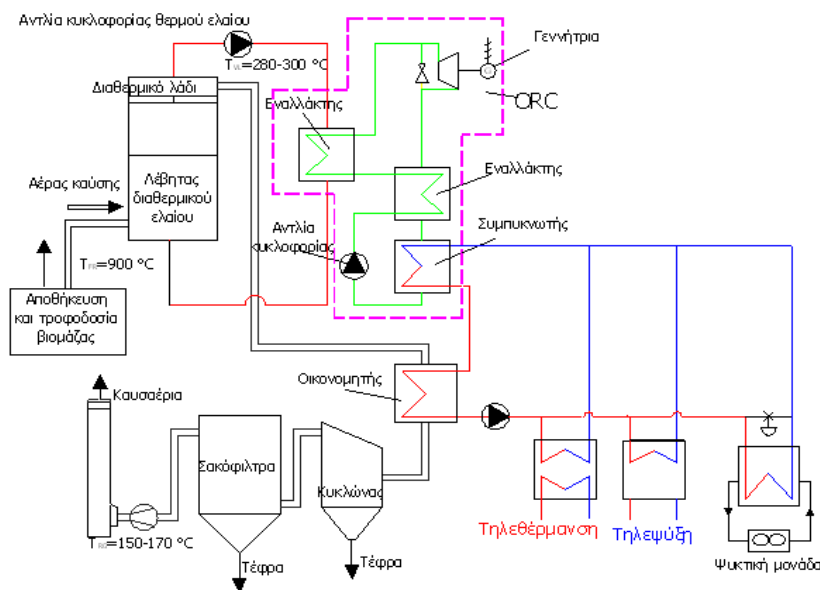 Αντλία κυκλοφορίας θερμού ελαίου
=280-300 °C
Γεννήτρια
Διαθερμικό λάδι
Εναλλάκτης
ORC
Αέρας καύσης
Λέβητας
διαθερμικού
ελαίου
Εναλλάκτης
Αντλία
κυκλοφορίας
Συμπυκνωτής
=900 °C
Αποθήκευση
και τροφοδοσία
βιομάζας
Οικονομητής
Καυσαέρια
Σακόφιλτρα
Κυκλώνας
=150-170 °C
Τέφρα
Τέφρα
Τηλεθέρμανση
Τηλεψύξη
Ψυκτική μονάδα